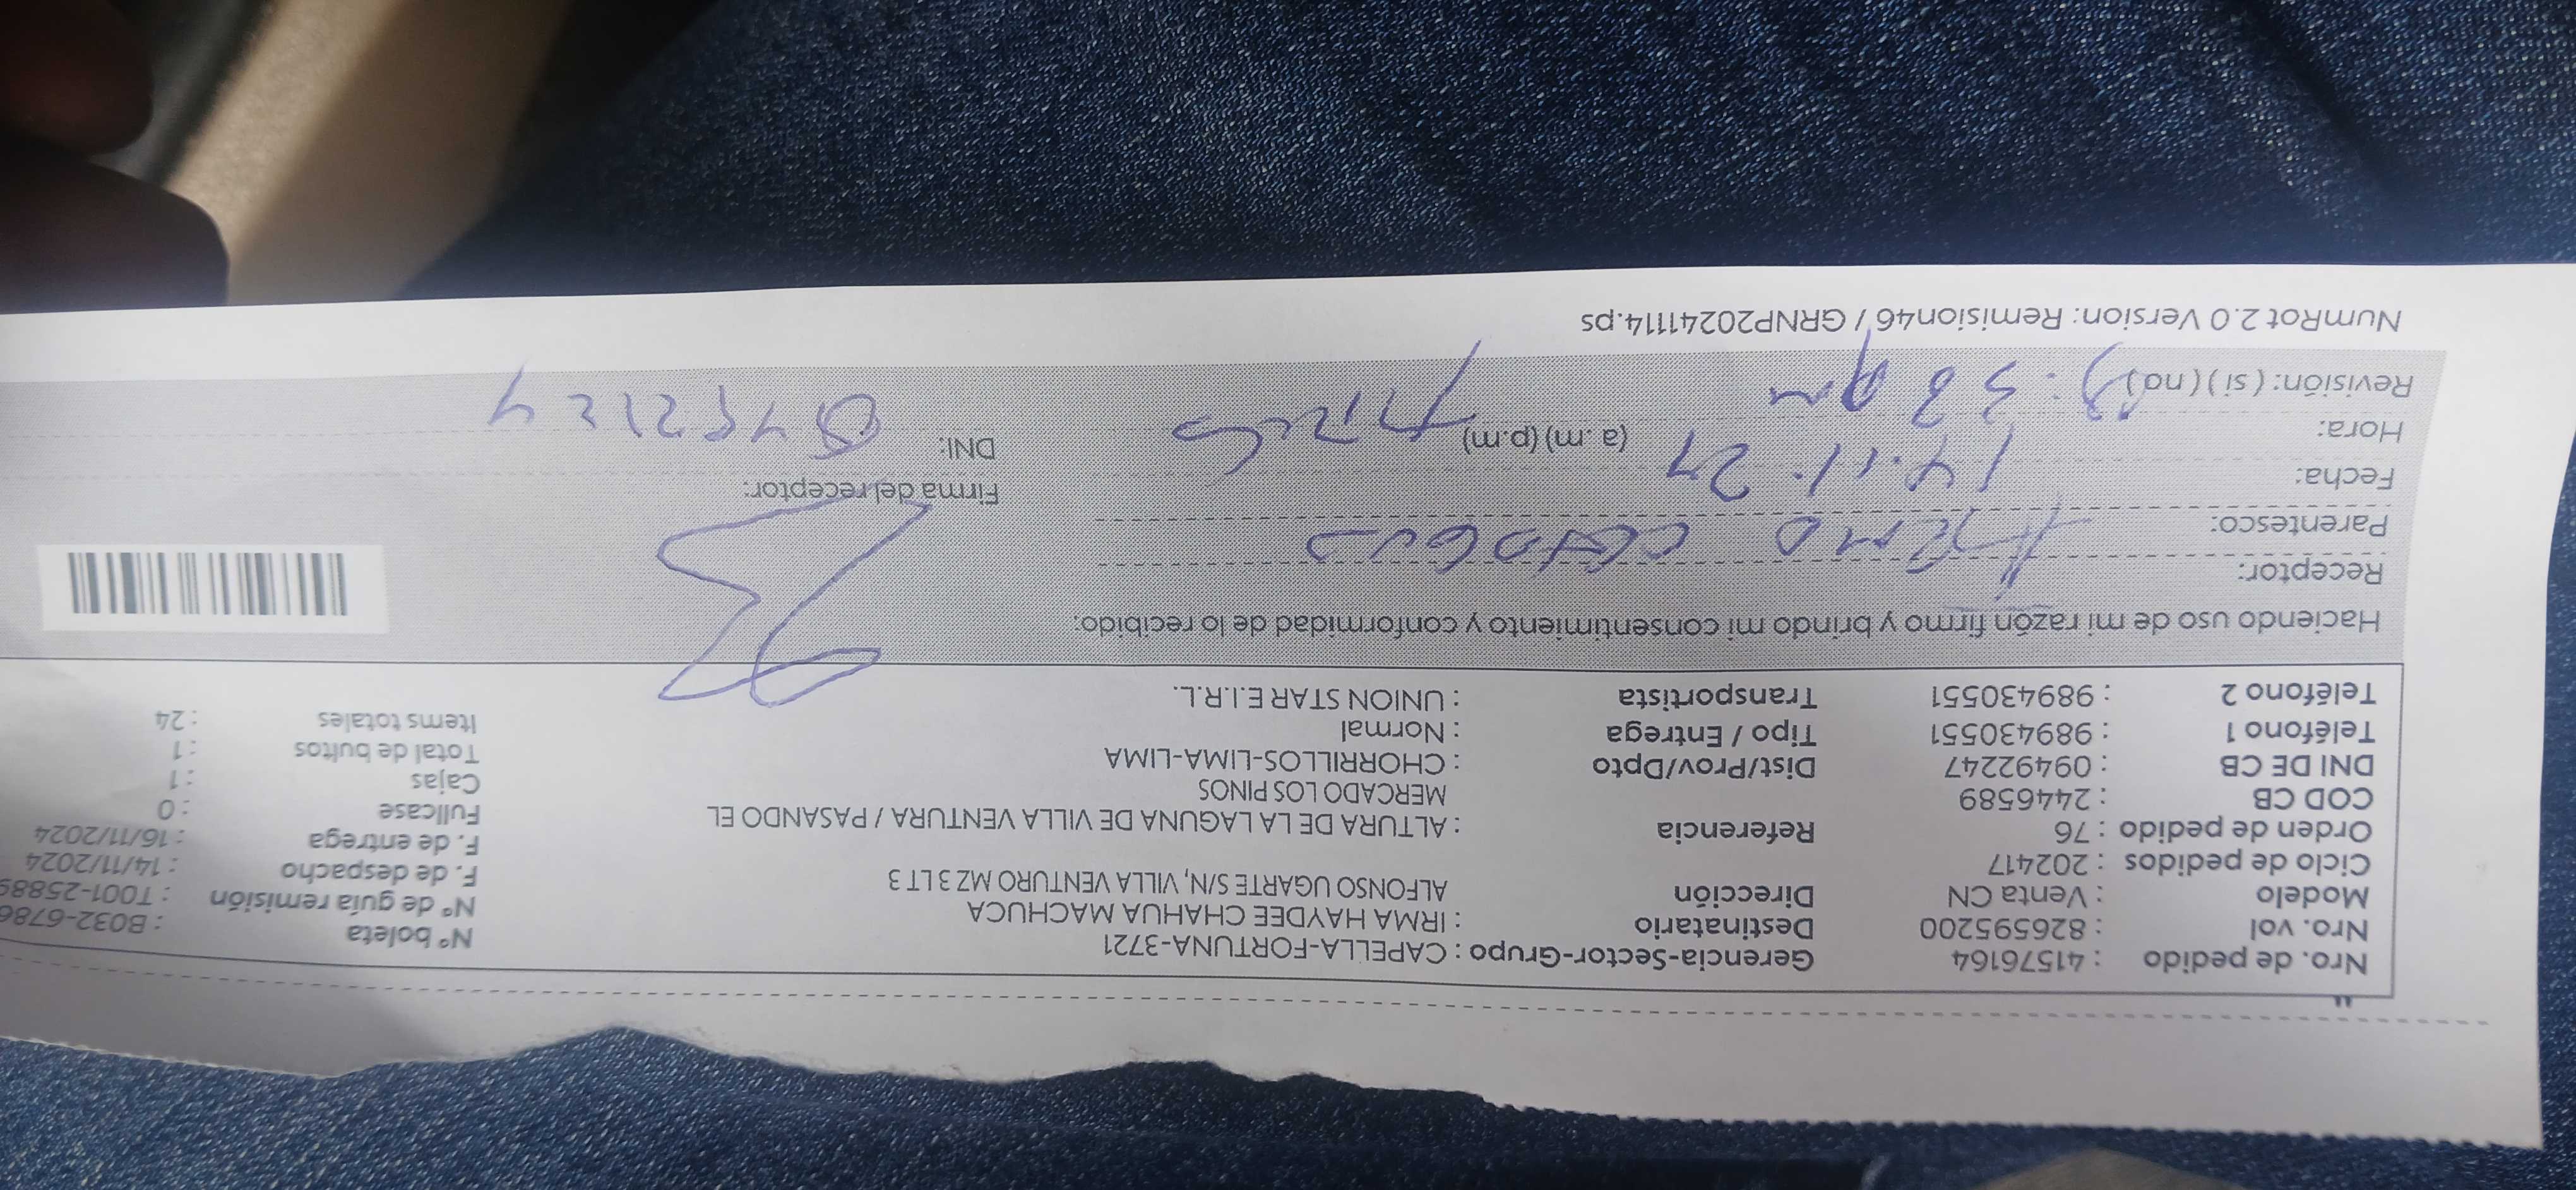 Nro. de pedido : 41576164 Gerencia-Sector-Grupo : CAPELLA-FORTUNA-3721
Nro. vol : 826595200 Destinatario : IRMA HAYDEE CHAHUA MACHUCA Nº boleta : B032-6786
Modelo : Venta CN Dirección ALFONSO UGARTE S/N, VILLA VENTURO MZ 3 LT 3 Nº de guía remisión : T001-25889
Ciclo de pedidos : 202417 F. de despacho : 14/11/2024
Orden de pedido : 76 Referencia : ALTURA DE LA LAGUNA DE VILLA VENTURA / PASANDO EL F. de entrega : 16/11/2024
COD CB : 2446589 MERCADO LOS PINOS Fullcase : 0
DNI DE CB : 09492247 Dist/Prov/Dpto : CHORRILLOS-LIMA-LIMA Cajas : 1
Teléfono 1 : 989430551 Tipo / Entrega : Normal Total de bultos : 1
Teléfono 2 : 989430551 Transportista : UNION STAR E.I.R.L. Items totales : 24
Haciendo uso de mi razón firmo y brindo mi consentimiento y conformidad de lo recibido:
Receptor:
Parentesco:
Fecha: 14.11.24 Firma del receptor:
Hora: (a.m) (p.m) DNI:
Revisión: (si) (no)
NumRot 2.0 Version: Remision46 / GRNP20241114.ps